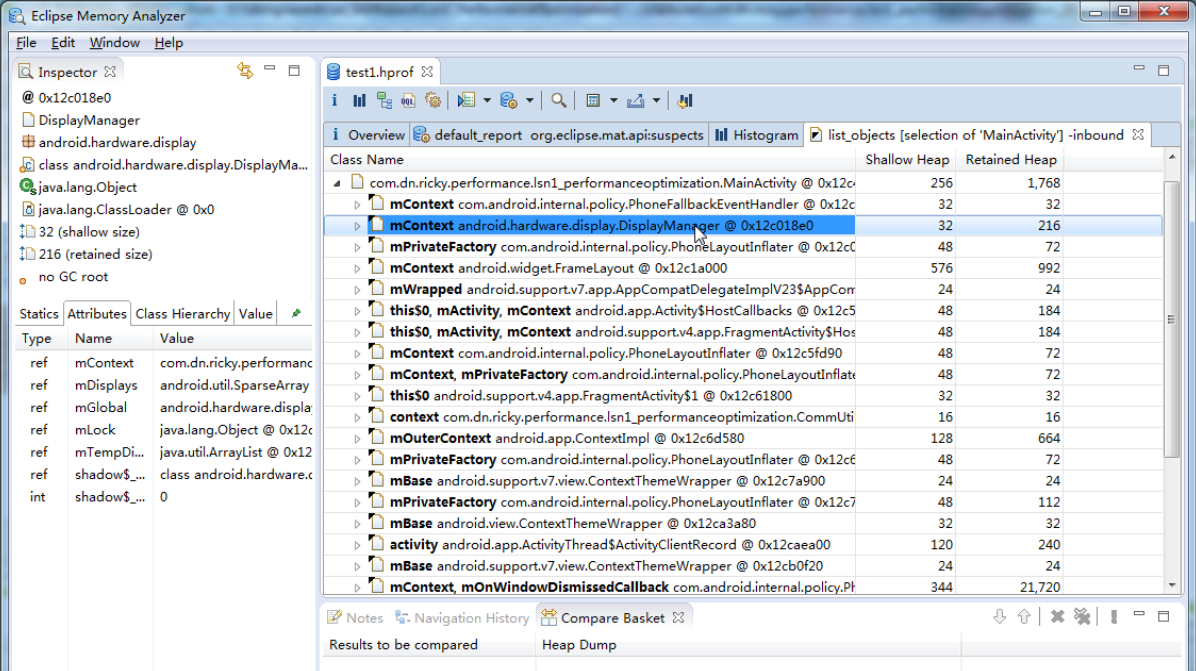 Eclipse Memory Analyzer
File Edit Window Help
Inspector
@ 0x12c018e0
DisplayManager
android.hardware.display
class android.hardware.display.DisplayMa...
java.lang.Object
java.lang.ClassLoader @ 0x0
32 (shallow size)
216 (retained size)
no GC root
Statics Attributes Class Hierarchy Value
Type Name Value
ref mContext com.dn.ricky.performanc
ref mDisplays android.util.SparseArray
ref mGlobal android.hardware.displa
ref mLock java.lang.Object @ 0x12c
ref mTempDi... java.util.ArrayList @ 0x12
ref shadow$_... class android.hardware.c
int shadow$_... 0
test1.hprof
i Overview default_report org.eclipse.mat.api:suspects Histogram list_objects [selection of 'MainActivity'] -inbound
Class Name Shallow Heap Retained Heap
com.dn.ricky.performance.lsn1_performanceoptimization.MainActivity @ 0x12c4 256 1,768
mContext com.android.internal.policy.PhoneFallbackEventHandler @ 0x12c 32 32
mContext android.hardware.display.DisplayManager @ 0x12c018e0 32 216
mPrivateFactory com.android.internal.policy.PhoneLayoutInflater @ 0x12c0 48 72
mContext android.widget.FrameLayout @ 0x12c1a000 576 992
mWrapped android.support.v7.app.AppCompatDelegateImplV23$AppCom 24 24
this$0, mActivity, mContext android.app.Activity$HostCallbacks @ 0x12c5 48 184
this$0, mActivity, mContext android.support.v4.app.FragmentActivity$Hos 48 184
mContext com.android.internal.policy.PhoneLayoutInflater @ 0x12c5fd90 48 72
mContext, mPrivateFactory com.android.internal.policy.PhoneLayoutInflate 48 72
this$0 android.support.v4.app.FragmentActivity$1 @ 0x12c61800 32 32
context com.dn.ricky.performance.lsn1_performanceoptimization.CommUti 16 16
mOuterContext android.app.ContextImpl @ 0x12c6d580 128 664
mPrivateFactory com.android.internal.policy.PhoneLayoutInflater @ 0x12c6 48 72
mBase android.support.v7.view.ContextThemeWrapper @ 0x12c7a900 24 24
mPrivateFactory com.android.internal.policy.PhoneLayoutInflater @ 0x12c7 48 112
mBase android.view.ContextThemeWrapper @ 0x12ca3a80 32 32
activity android.app.ActivityThread$ActivityClientRecord @ 0x12caea00 120 240
mBase android.support.v7.view.ContextThemeWrapper @ 0x12cb0f20 24 24
mContext, mOnWindowDismissedCallback com.android.internal.policy.Ph 344 21,720
Notes Navigation History Compare Basket
Results to be compared Heap Dump